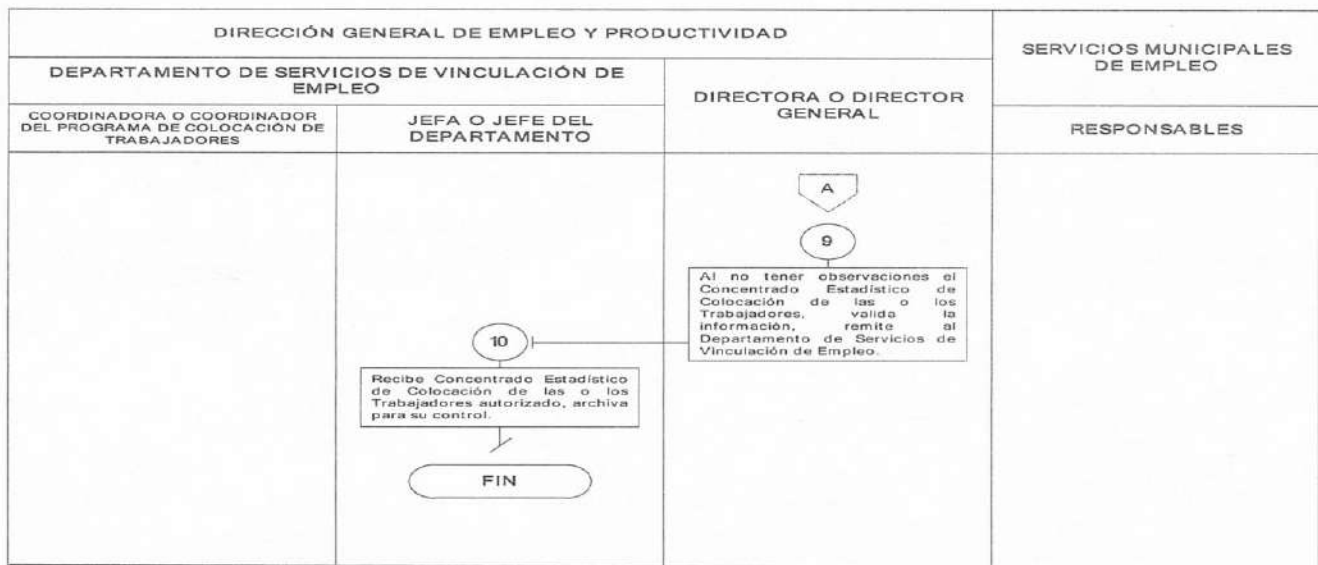 DIRECCIÓN GENERAL DE EMPLEO Y PRODUCTIVIDAD
SERVICIOS MUNICIPALES
DE EMPLEO
DEPARTAMENTO DE SERVICIOS DE VINCULACIÓN DE
EMPLEO
DIRECTORA O DIRECTOR
GENERAL
COORDINADORA O COORDINADOR
DEL PROGRAMA DE COLOCACIÓN DE
TRABAJADORES
JEFA O JEFE DEL
DEPARTAMENTO
RESPONSABLES
A
9
Al no tener observaciones el
Concentrado Estadístico de
Colocación de las o los
Trabajadores, valida la
información, remite al
Departamento de Servicios de
Vinculación de Empleo.
10
Recibe Concentrado Estadístico
de Colocación de las o los
Trabajadores autorizado, archiva
para su control.
FIN